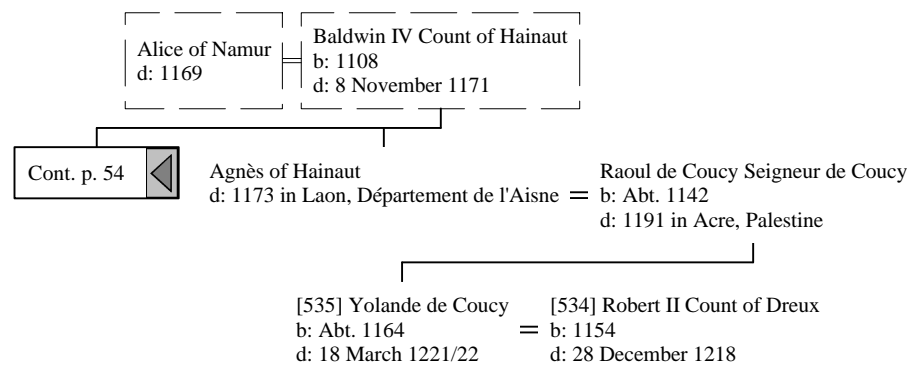 Alice of Namur
d: 1169
Baldwin IV Count of Hainaut
b: 1108
d: 8 November 1171
Cont. p. 54
Agnès of Hainaut
d: 1173 in Laon, Département de l'Aisne
=
Raoul de Coucy Seigneur de Coucy
b: Abt. 1142
d: 1191 in Acre, Palestine
[535] Yolande de Coucy
b: Abt. 1164
d: 18 March 1221/22
=
[534] Robert II Count of Dreux
b: 1154
d: 28 December 1218